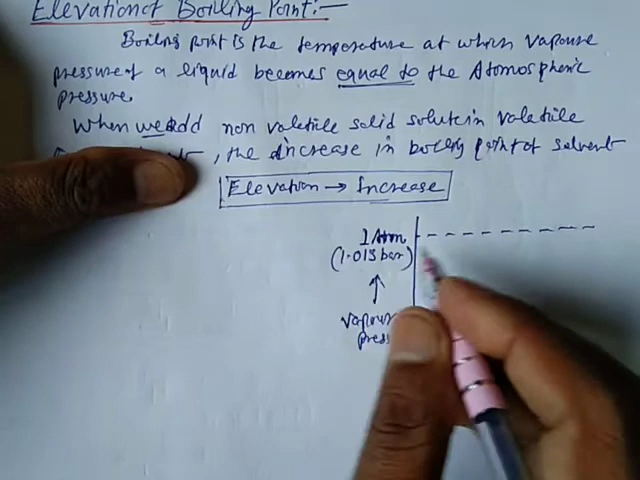 Elevation of Boiling Point:-
Boiling point is the temperature at which vapoure
pressure of a liquid becomes equal to the Atomospheric
pressure.
When we add non volatile solid solute in volatile
, the increase in boiling point of solvent
Elevation → Increase
1 Atm
(1.013 bar)
↑
vapour
press